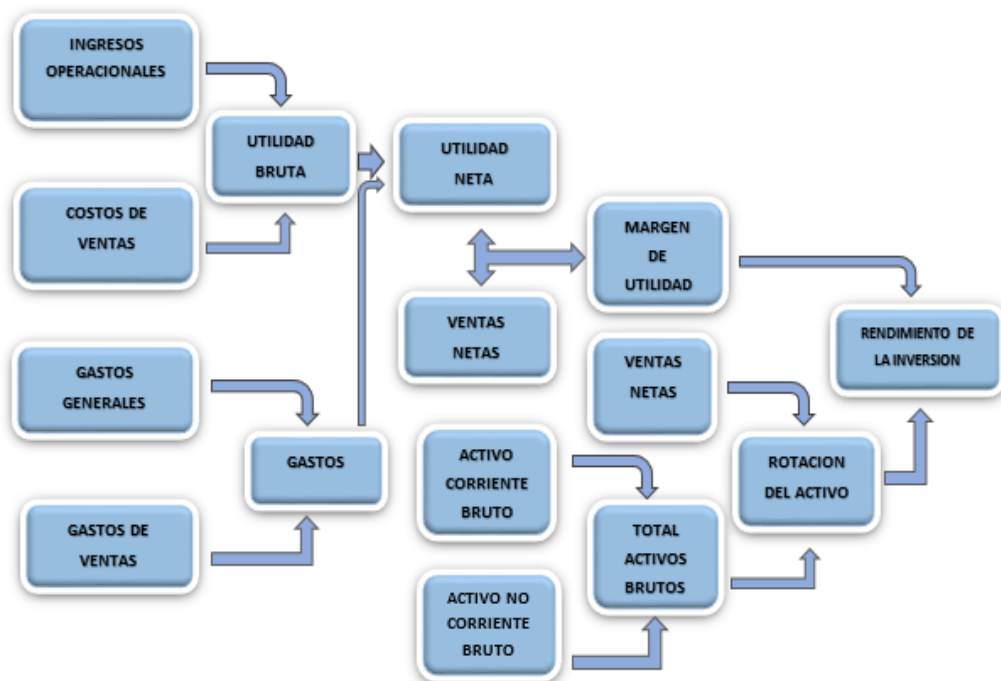 INGRESOS
OPERACIONALES
UTILIDAD
BRUTA
COSTOS DE
VENTAS
UTILIDAD
NETA
MARGEN
DE
UTILIDAD
VENTAS
NETAS
RENDIMIENTO DE
LA INVERSION
VENTAS
NETAS
GASTOS
GENERALES
GASTOS
GASTOS DE
VENTAS
ACTIVO
CORRIENTE
BRUTO
ROTACION
DEL ACTIVO
TOTAL
ACTIVOS
BRUTOS
ACTIVO NO
CORRIENTE
BRUTO